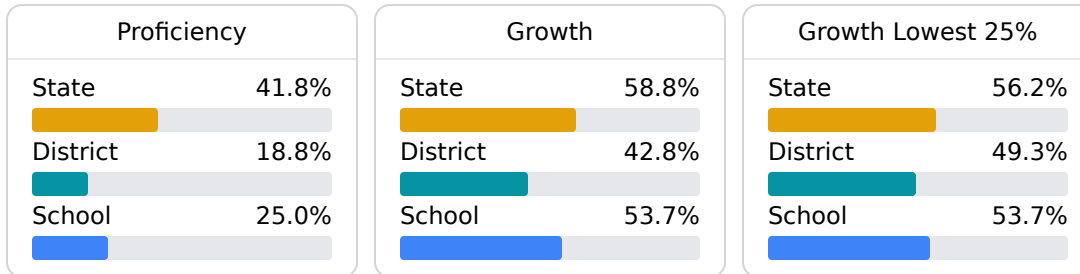 Proficiency
State 41.8%
District 18.8%
School 25.0%
Growth
State 58.8%
District 42.8%
School 53.7%
Growth Lowest 25%
State 56.2%
District 49.3%
School 53.7%